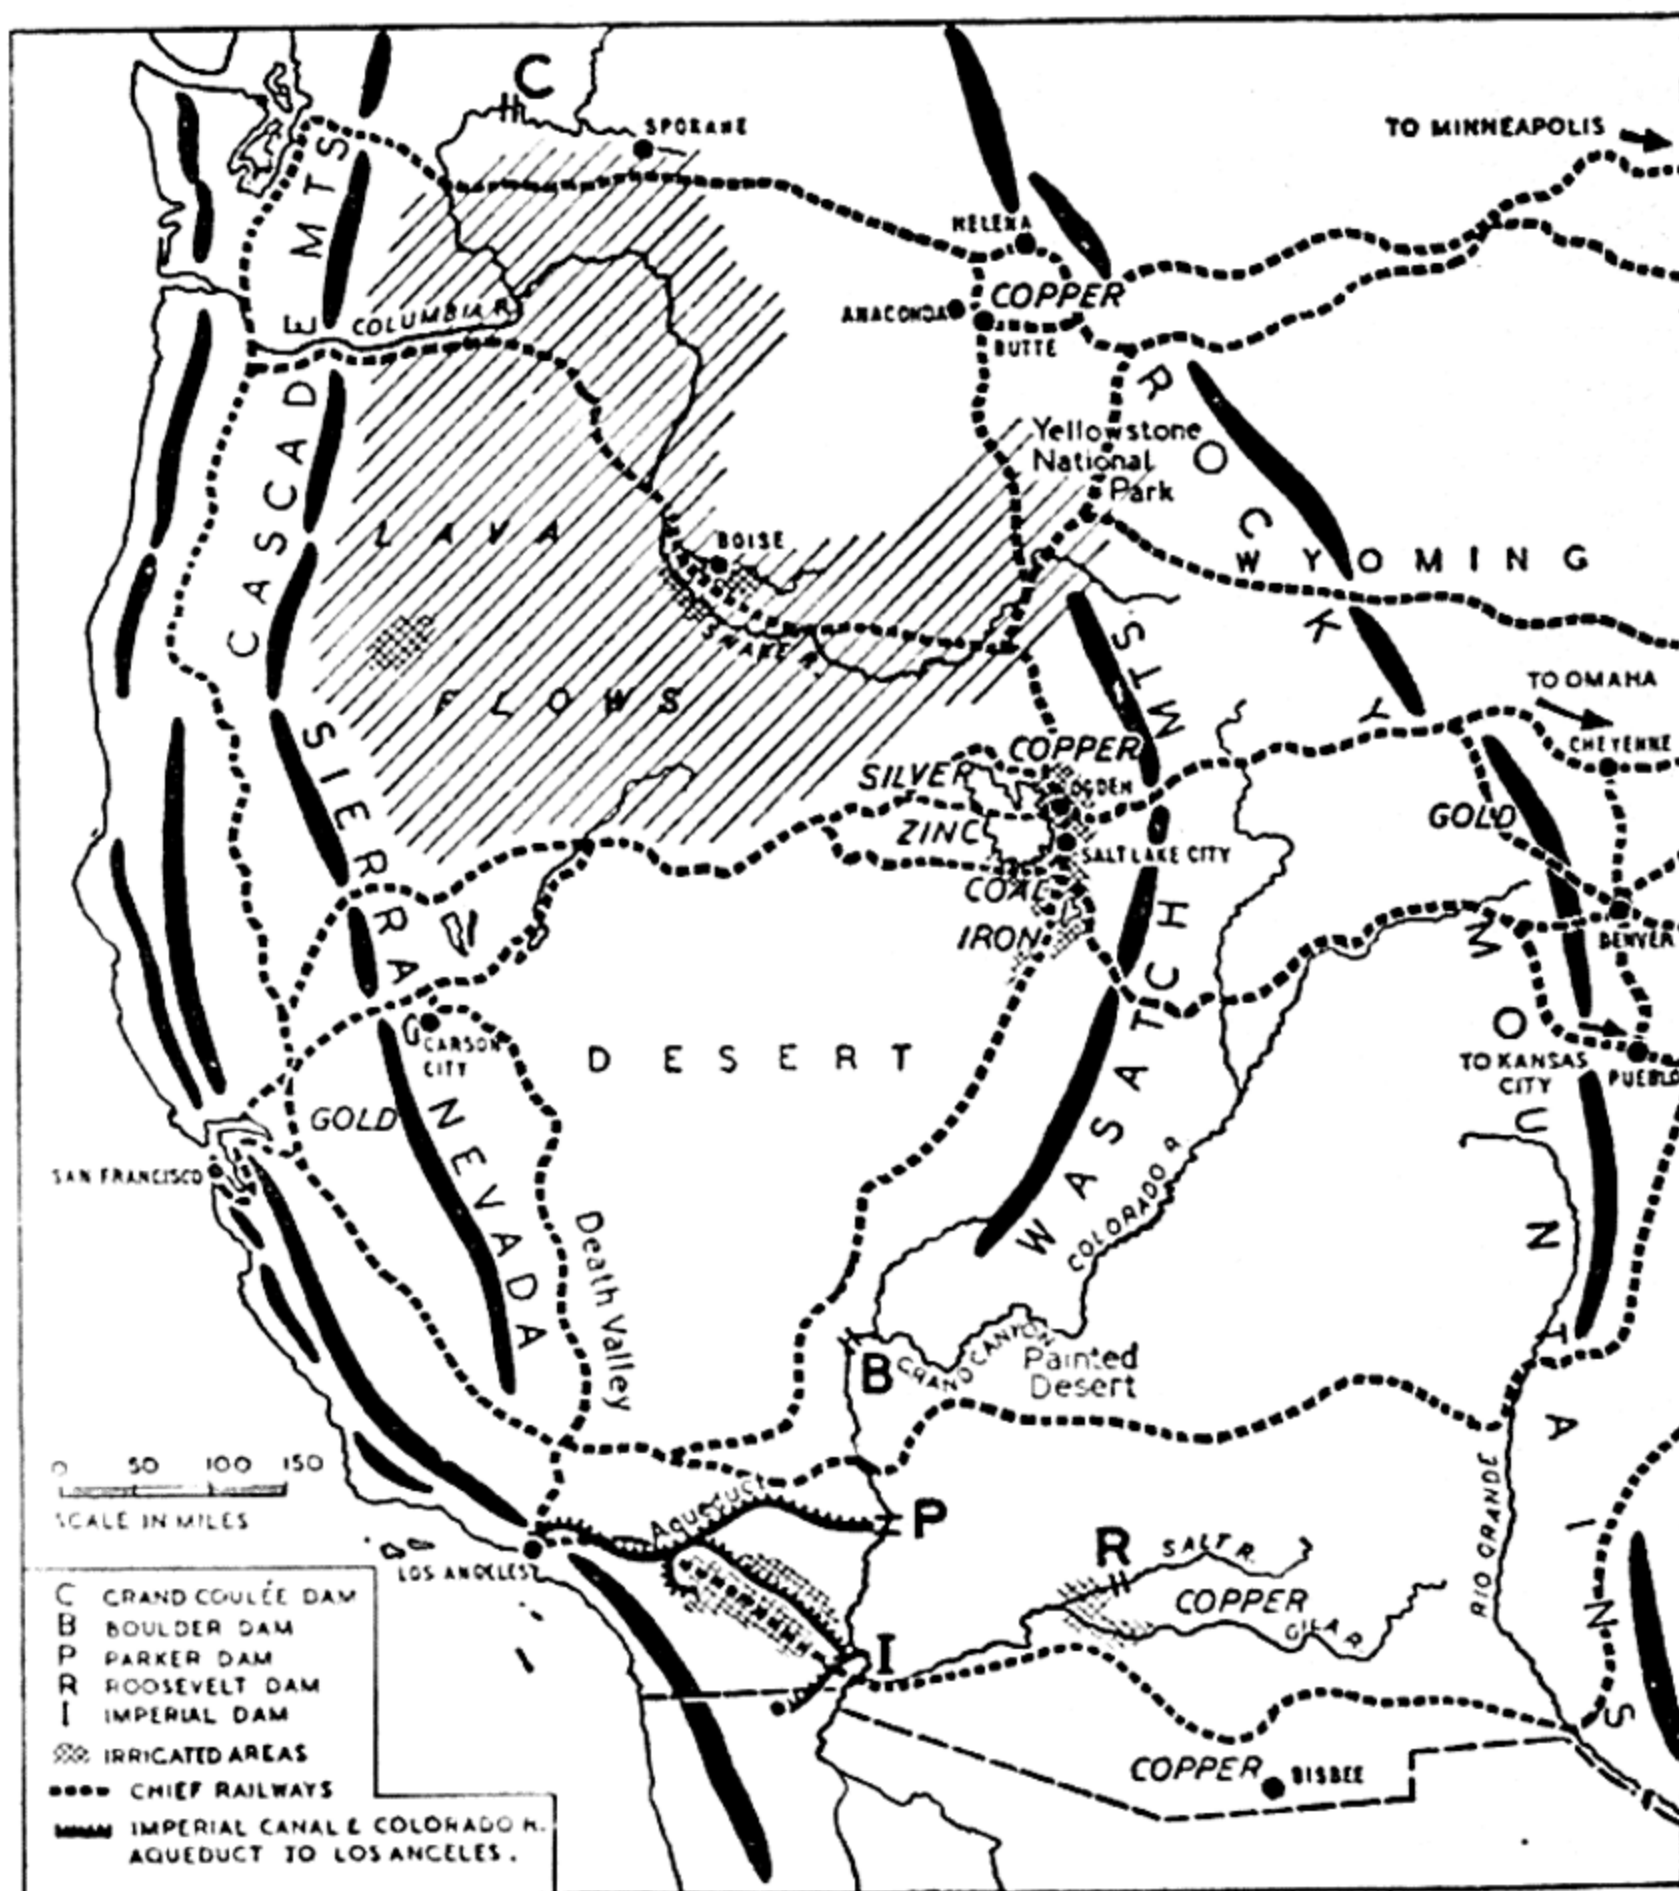 C
SPOKANE
TO MINNEAPOLIS
CASCADE MTS
HELENA
COLUMBIA R.
ANACONDA
COPPER
BUTTE
ROCKY MOUNTAINS
Yellowstone
National
Park
LAVA
BOISE
WYOMING
SNAKE R.
FLOWS
WASATCH MTS
TO OMAHA
CHEYENNE
SIERRA NEVADA
COPPER
SILVER
OGDEN
GOLD
ZINC
SALT LAKE CITY
COAL
IRON
DENVER
CARSON
CITY
DESERT
TO KANSAS
CITY
PUEBLO
GOLD
SAN FRANCISCO
Death Valley
COLORADO R
B
GRAND CANYON
Painted
Desert
0 50 100 150
SCALE IN MILES
Aqueduct
P
RIO GRANDE
LOS ANGELES
R
SALT R.
COPPER
GILA R.
I
COPPER
BISBEE
C GRAND COULÉE DAM
B BOULDER DAM
P PARKER DAM
R ROOSEVELT DAM
I IMPERIAL DAM
IRRIGATED AREAS
CHIEF RAILWAYS
IMPERIAL CANAL & COLORADO R.
AQUEDUCT TO LOS ANGELES.